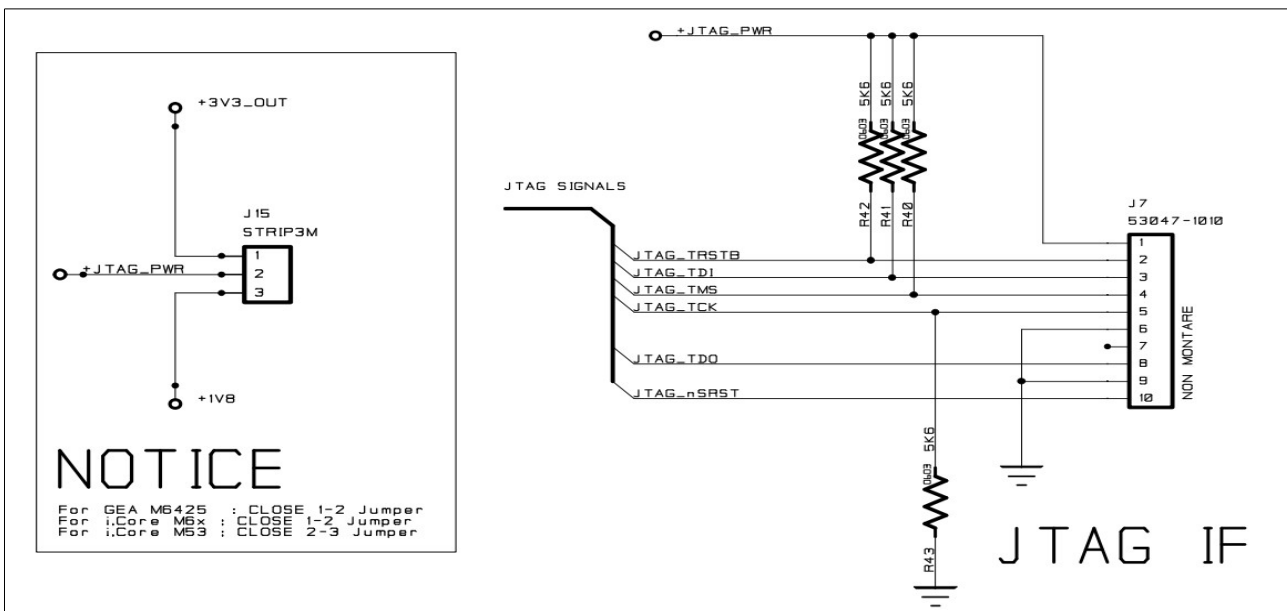 +3V3_OUT
J15
STRIP3M
1
+JTAG_PWR
2
3
+1V8
NOTICE
For GEA M6425 : CLOSE 1-2 Jumper
For i.Core M6x : CLOSE 1-2 Jumper
For i.Core M53 : CLOSE 2-3 Jumper
+JTAG_PWR
5K6 5K6 5K6
0603
R42 R41 R40
JTAG SIGNALS
J7
53047-1010
1
JTAG_TRSTB 2
JTAG_TDI 3
JTAG_TMS 4
JTAG_TCK 5
6
7
JTAG_TDO 8
9
JTAG_nSRST 10
NON MONTARE
5K6
0603
R43
JTAG IF